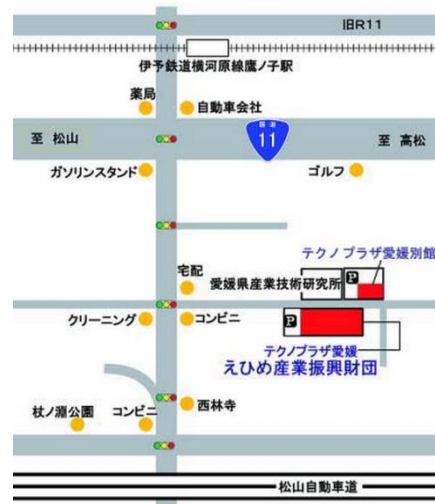 旧R11
伊予鉄道横河原線鷹ノ子駅
薬局
自動車会社
至 松山
国道
11
至 高松
ガソリンスタンド
ゴルフ
テクノプラザ愛媛別館
宅配
愛媛県産業技術研究所
P
クリーニング
コンビニ
P
テクノプラザ愛媛
えひめ産業振興財団
杖ノ淵公園
コンビニ
西林寺
松山自動車道